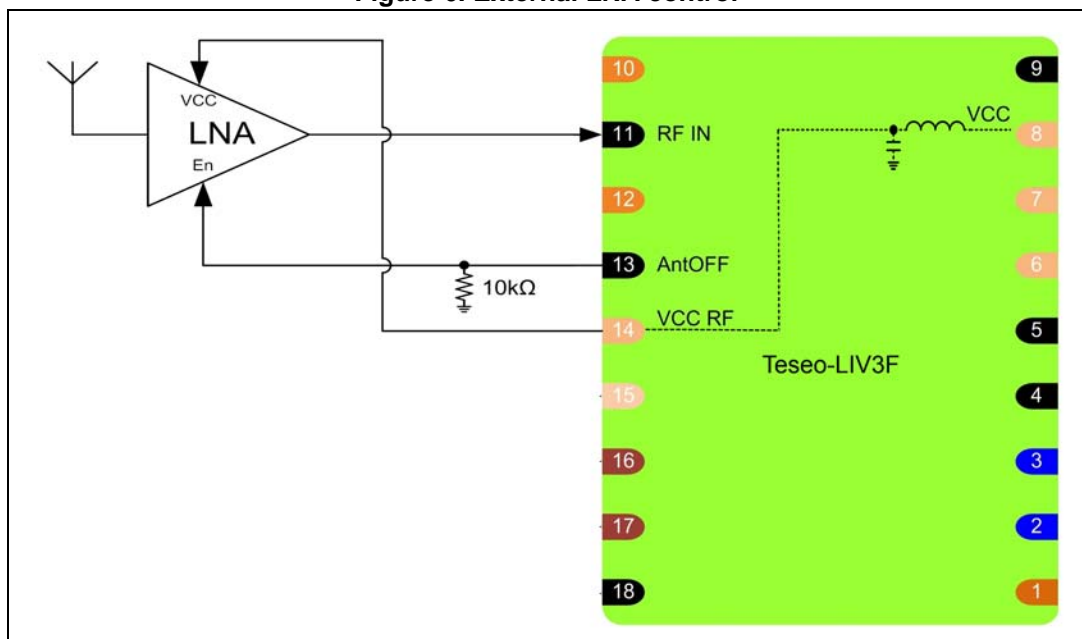 Figure 6. External LNA control
VCC
LNA
En
10kΩ
10
11 RF IN
12
13 AntOFF
14 VCC RF
15
16
17
18
Teseo-LIV3F
9
VCC
8
7
6
5
4
3
2
1